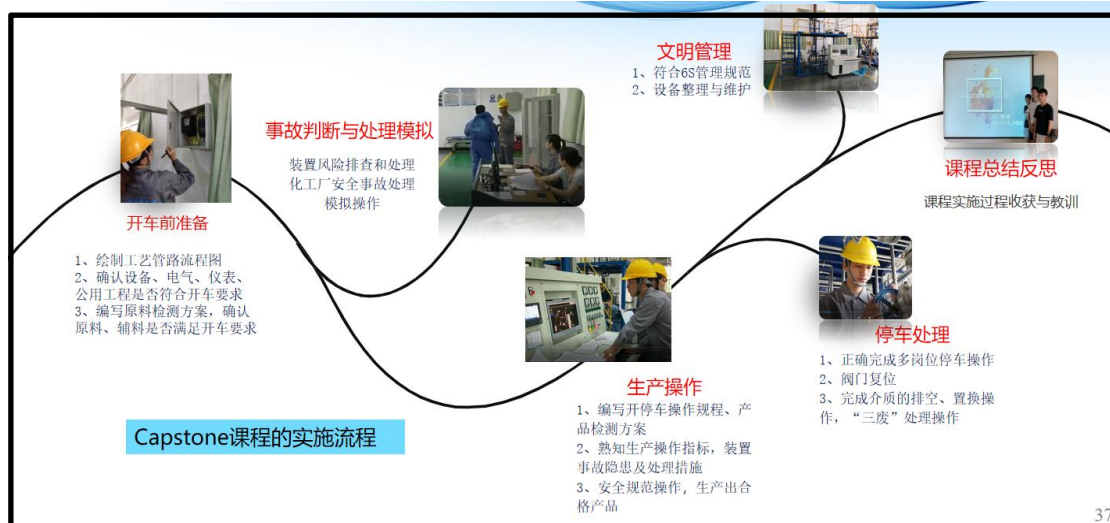 开车前准备
1、绘制工艺管路流程图
2、确认设备、电气、仪表、
公用工程是否符合开车要求
3、编写原料检测方案，确认
原料、辅料是否满足开车要求
事故判断与处理模拟
装置风险排查和处理
化工厂安全事故处理
模拟操作
生产操作
1、编写开停车操作规程、产
品检测方案
2、熟知生产操作指标，装置
事故隐患及处理措施
3、安全规范操作，生产出合
格产品
文明管理
1、符合6S管理规范
2、设备整理与维护
停车处理
1、正确完成多岗位停车操作
2、阀门复位
3、完成介质的排空、置换操
作，“三废”处理操作
课程总结反思
课程实施过程收获与教训
Capstone课程的实施流程
37